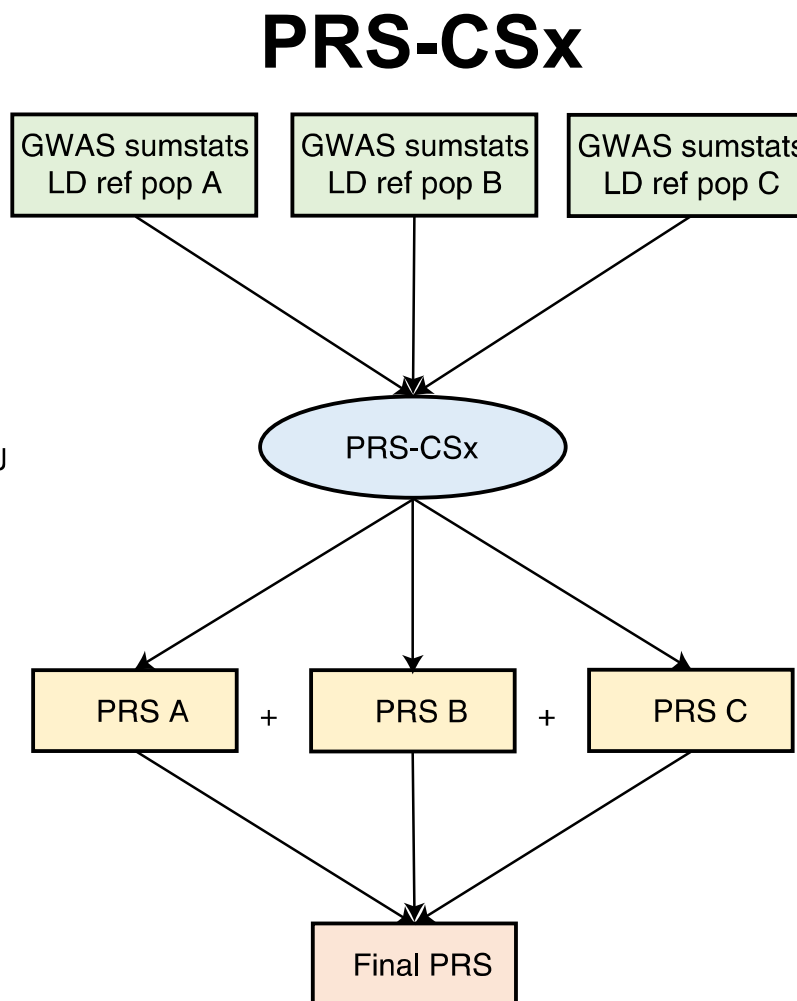 PRS-CSx
GWAS sumstats
LD ref pop A
GWAS sumstats
LD ref pop B
GWAS sumstats
LD ref pop C
PRS-CSx
PRS A
+
PRS B
+
PRS C
Final PRS